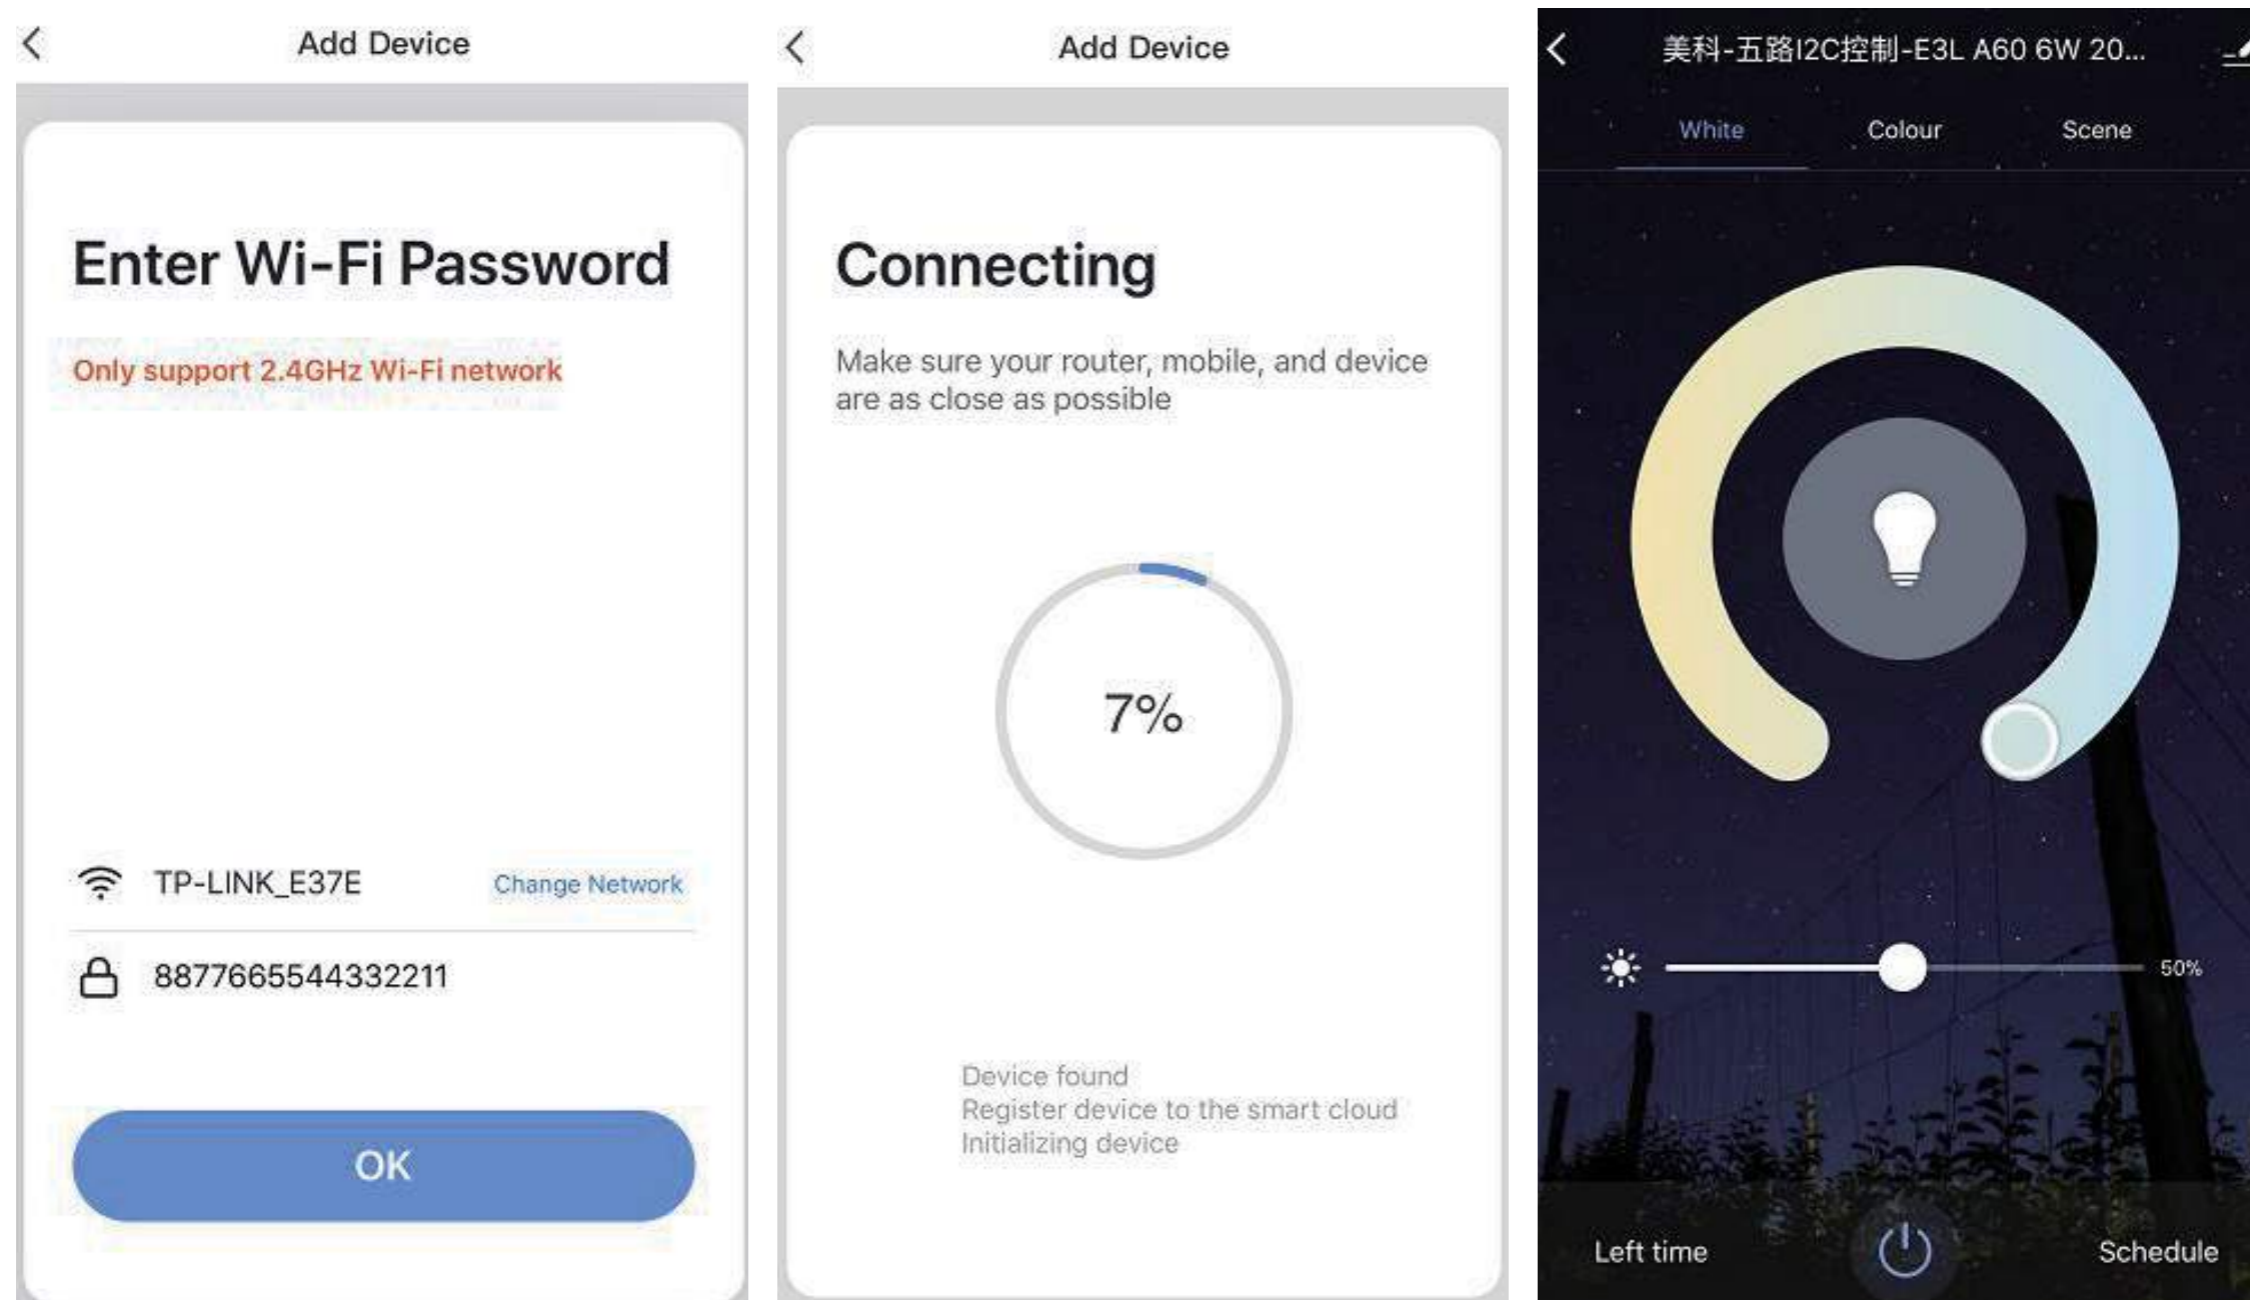 Add Device
Enter Wi-Fi Password
Only support 2.4GHz Wi-Fi network
TP-LINK_E37E
Change Network
8877665544332211
OK
Add Device
Connecting
Make sure your router, mobile, and device
are as close as possible
7%
Device found
Register device to the smart cloud
Initializing device
美科-五路I2C控制-E3L A60 6W 20...
White
Colour
Scene
50%
Left time
Schedule